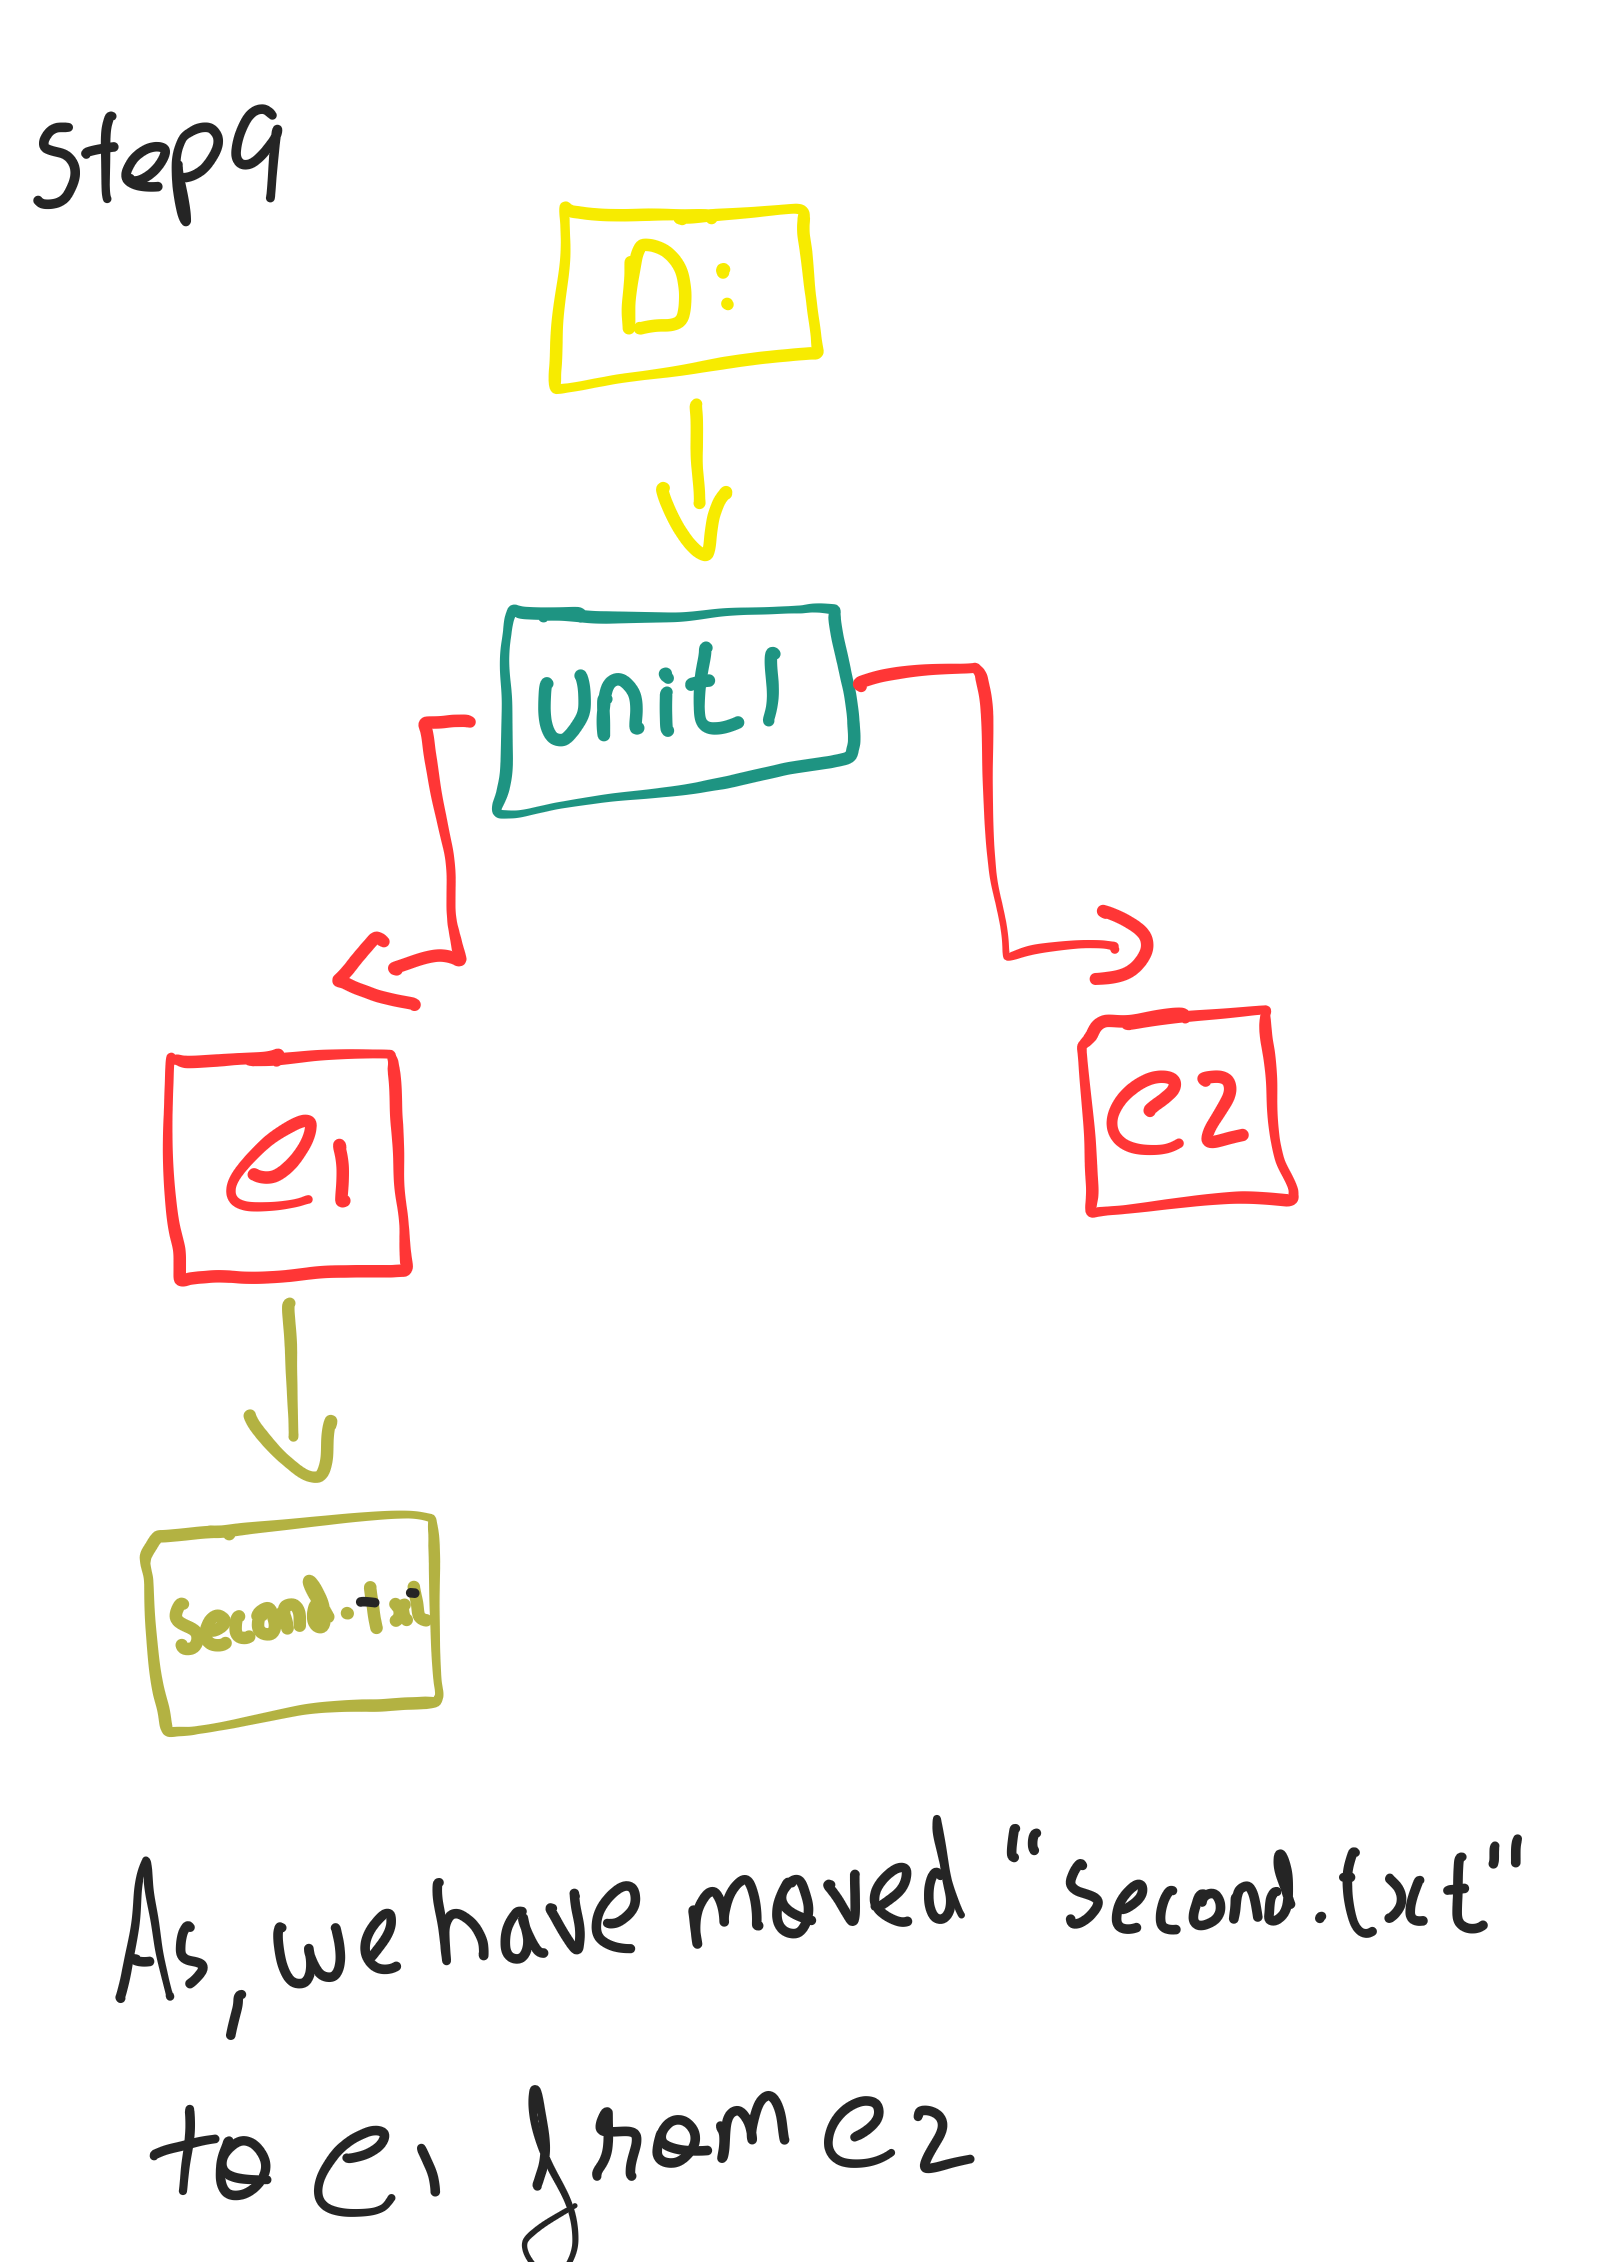 Step9
D:
unit1
e1
e2
second.txt
As, we have moved "second.txt"
to e1 from e2